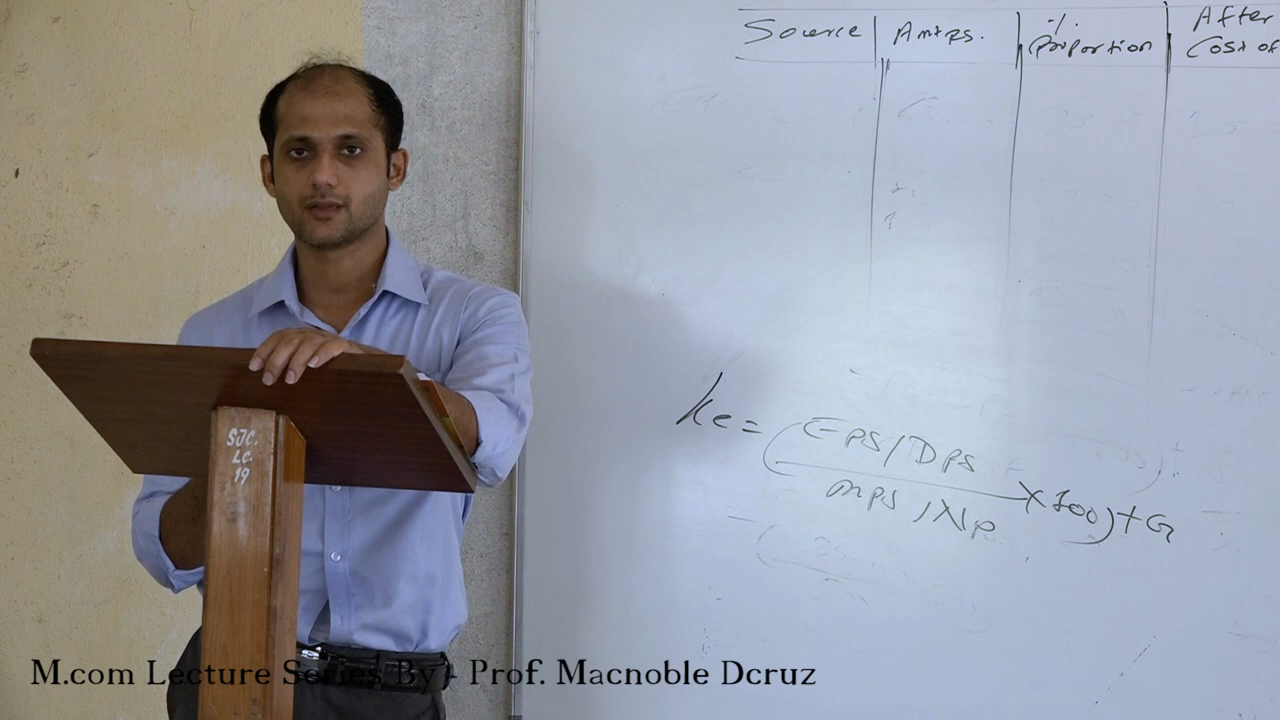 Source | Amt Rs. | % Proportion | After Cost of
Ke = (EPS/DPS
MPS/NP × 100) + G
SJC.
LC.
19
M.com Lecture Series By - Prof. Macnoble Dcruz